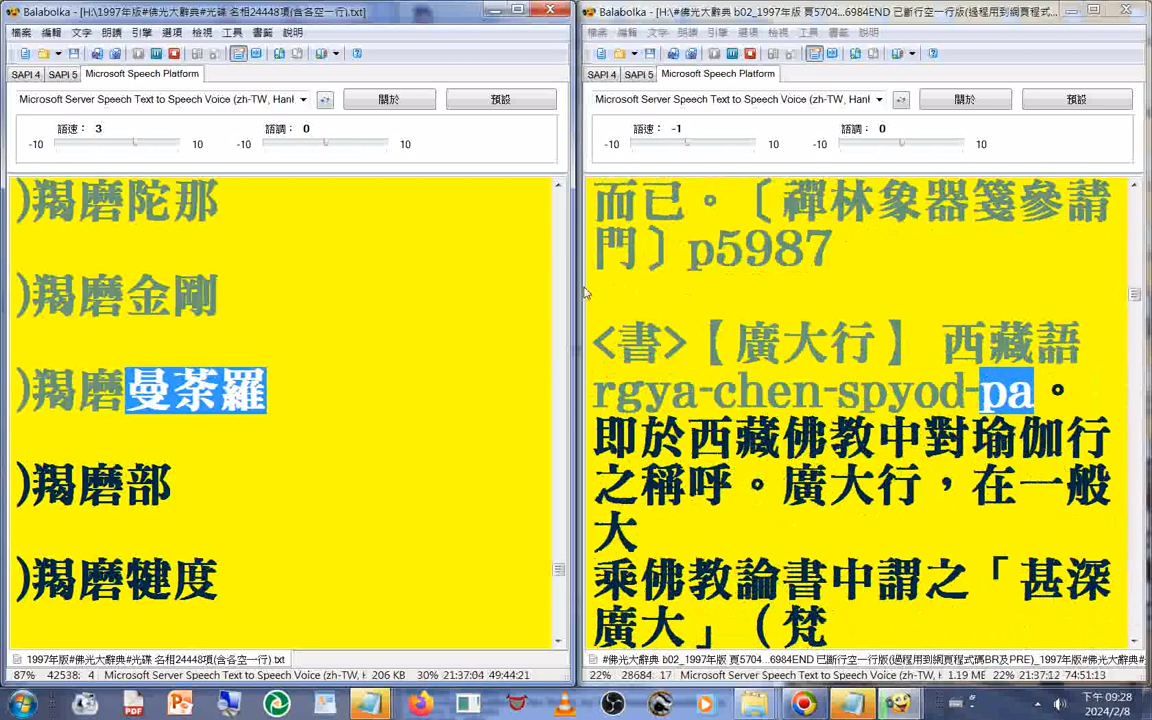 Balabolka - [H:\1997年版#佛光大辭典#光碟 名相24448項(含各空一行).txt]
檔案 編輯 文字 朗讀 引擎 選項 檢視 工具 書籤 說明
SAPI 4 SAPI 5 Microsoft Speech Platform
Microsoft Server Speech Text to Speech Voice (zh-TW, Hanl 關於 預設
語速： 3 語調： 0
-10 10 -10 10
)羯磨陀那
)羯磨金剛
)羯磨曼荼羅
)羯磨部
)羯磨犍度
1997年版#佛光大辭典#光碟 名相24448項(含各空一行).txt
87% 42538: 4 Microsoft Server Speech Text to Speech Voice (zh-TW, Ha 206 KB 30% 21:37:04 49:44:21
Balabolka - [H:\#佛光大辭典 b02_1997年版 頁5704...6984END 已斷行空一行版(過程用到網頁程式...
檔案 編輯 文字 朗讀 引擎 選項 檢視 工具 書籤 說明
SAPI 4 SAPI 5 Microsoft Speech Platform
Microsoft Server Speech Text to Speech Voice (zh-TW, Hanl 關於 預設
語速： -1 語調： 0
-10 10 -10 10
而已。〔禪林象器箋參請
門〕p5987
<書>【廣大行】 西藏語
rgya-chen-spyod-pa。
即於西藏佛教中對瑜伽行
之稱呼。廣大行，在一般
大
乘佛教論書中謂之「甚深
廣大」（梵
#佛光大辭典 b02_1997年版 頁5704...6984END 已斷行空一行版(過程用到網頁程式碼BR及PRE)_1997年版#
22% 28684: 17 Microsoft Server Speech Text to Speech Voice (zh-TW, Ha 1.19 ME 22% 21:37:12 74:51:13
下午 09:28
2024/2/8